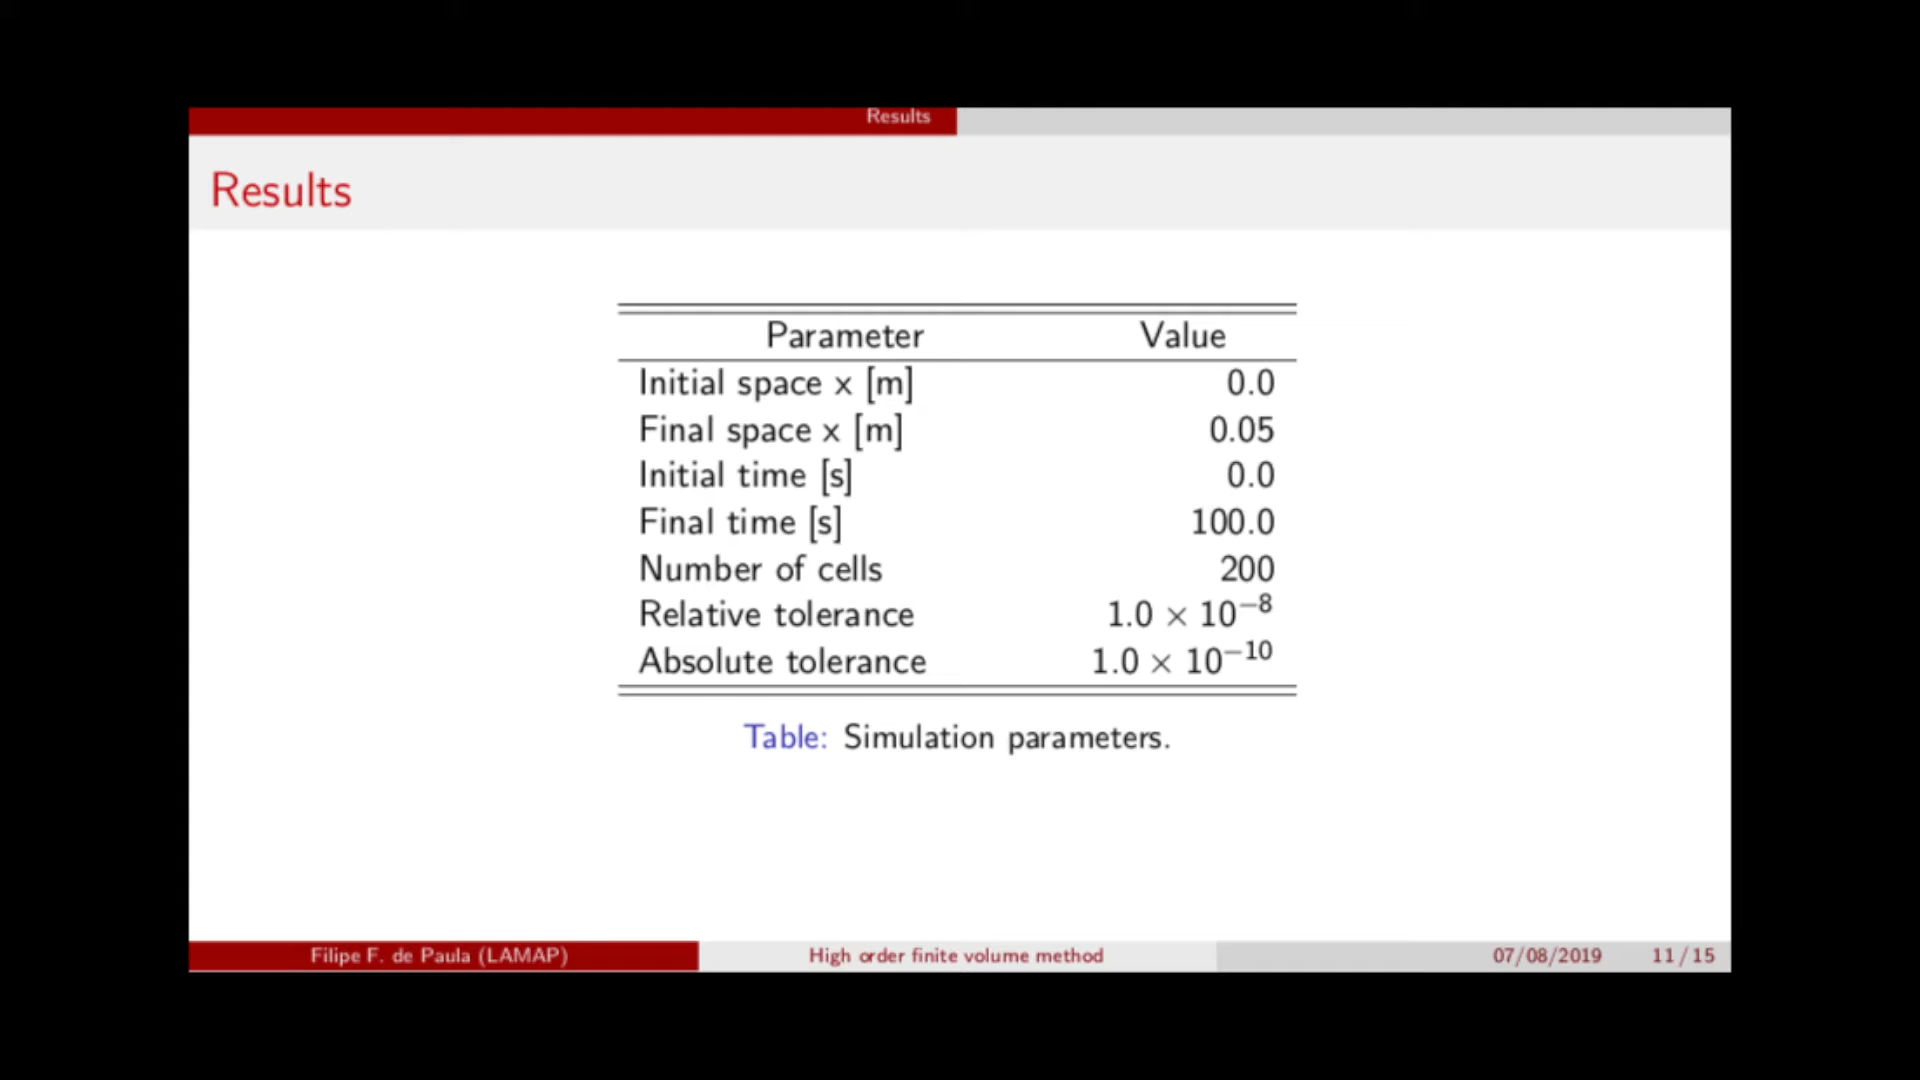 Results
Results
Parameter Value
Initial space x [m] 0.0
Final space x [m] 0.05
Initial time [s] 0.0
Final time [s] 100.0
Number of cells 200
Relative tolerance 1.0 × 10⁻⁸
Absolute tolerance 1.0 × 10⁻¹⁰
Table: Simulation parameters.
Filipe F. de Paula (LAMAP) High order finite volume method 07/08/2019 11 / 15